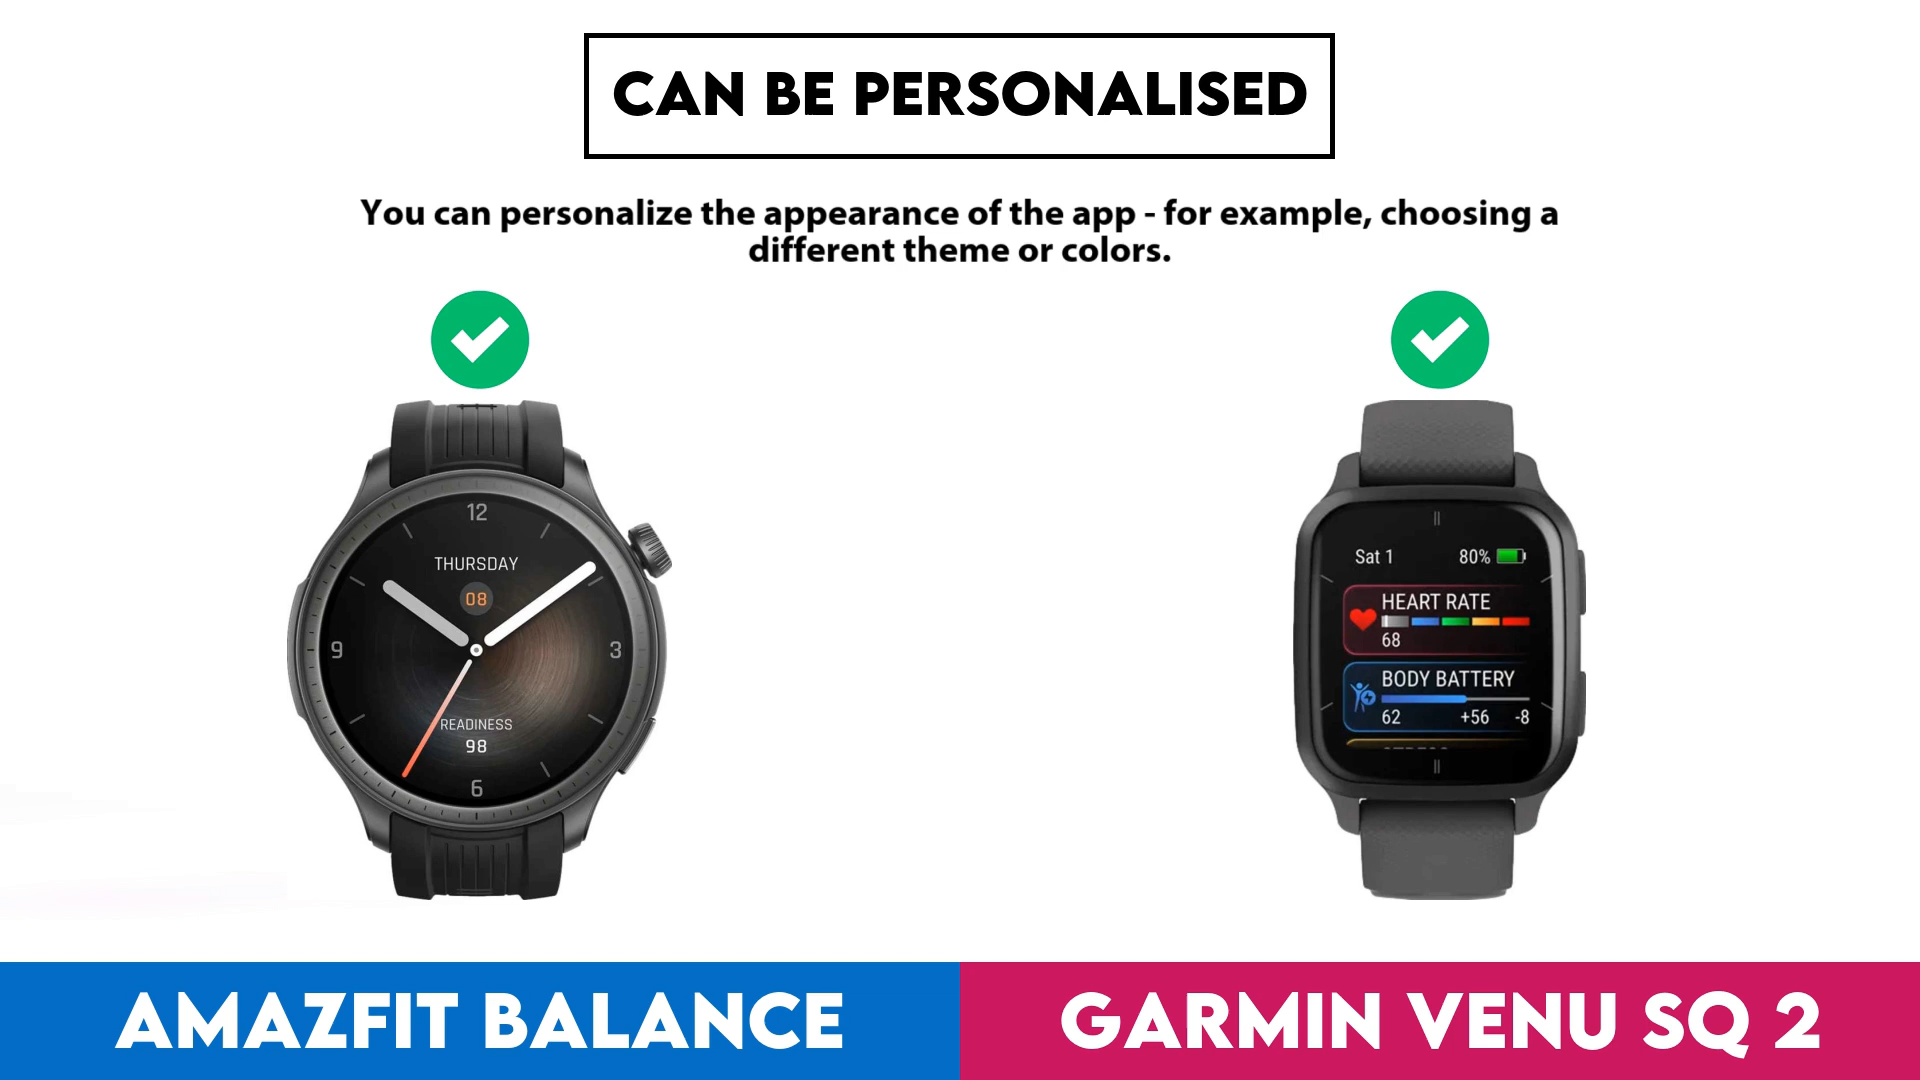 CAN BE PERSONALISED
You can personalize the appearance of the app - for example, choosing a
different theme or colors.
12
THURSDAY
08
9
3
READINESS
98
6
Sat 1 80%
HEART RATE
68
BODY BATTERY
62 +56 -8
AMAZFIT BALANCE
GARMIN VENU SQ 2